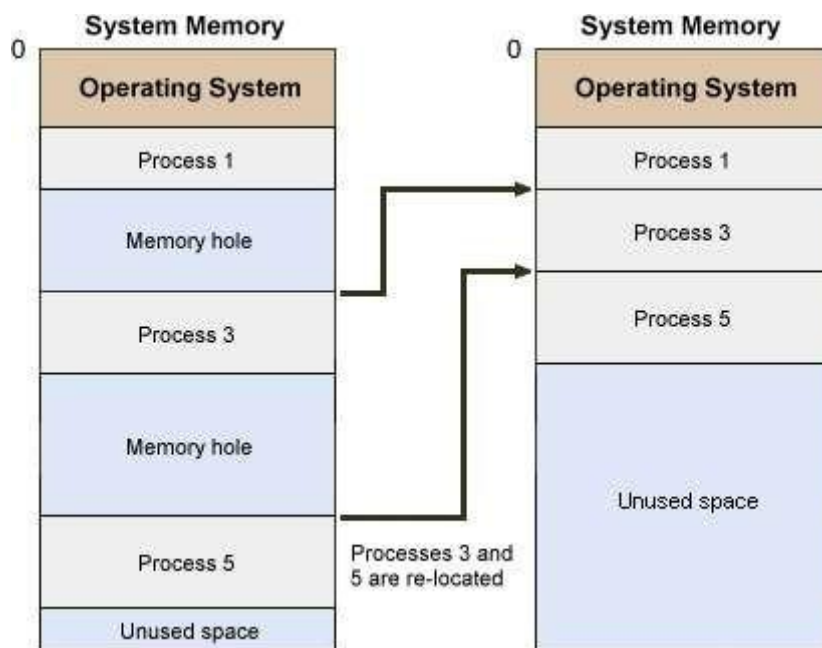 System Memory
0
Operating System
Process 1
Memory hole
Process 3
Memory hole
Process 5
Unused space
Processes 3 and
5 are re-located
System Memory
0
Operating System
Process 1
Process 3
Process 5
Unused space